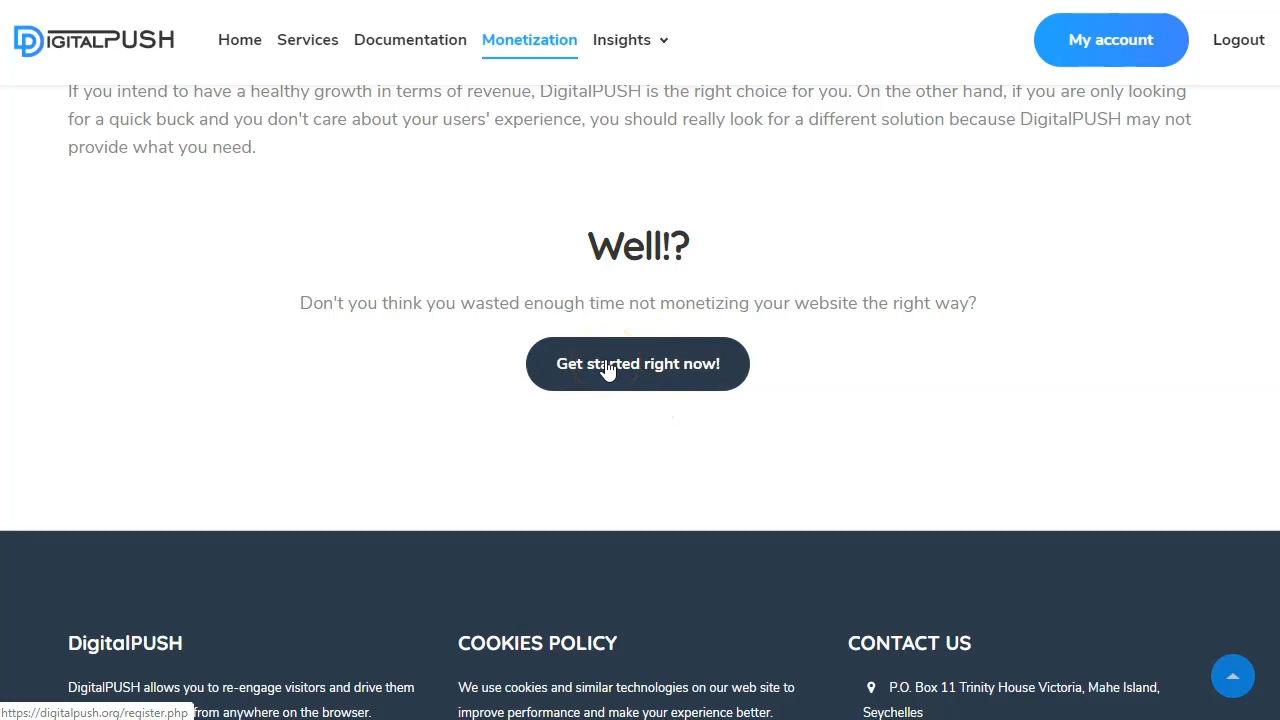 DIGITALPUSH
Home Services Documentation Monetization Insights
My account
Logout
If you intend to have a healthy growth in terms of revenue, DigitalPUSH is the right choice for you. On the other hand, if you are only looking
for a quick buck and you don't care about your users' experience, you should really look for a different solution because DigitalPUSH may not
provide what you need.
Well!?
Don't you think you wasted enough time not monetizing your website the right way?
Get started right now!
DigitalPUSH
DigitalPUSH allows you to re-engage visitors and drive them
from anywhere on the browser.
COOKIES POLICY
We use cookies and similar technologies on our web site to
improve performance and make your experience better.
CONTACT US
P.O. Box 11 Trinity House Victoria, Mahe Island,
Seychelles
https://digitalpush.org/register.php